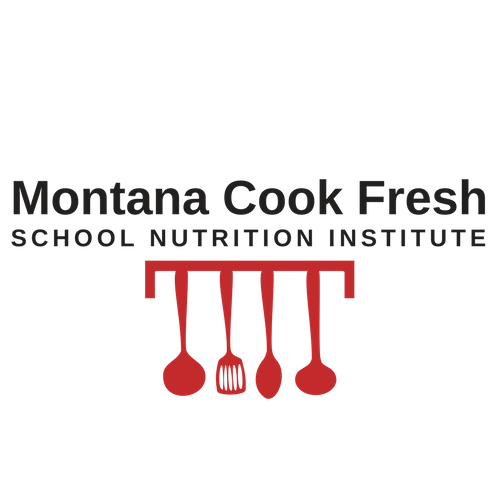 Montana Cook Fresh
SCHOOL NUTRITION INSTITUTE